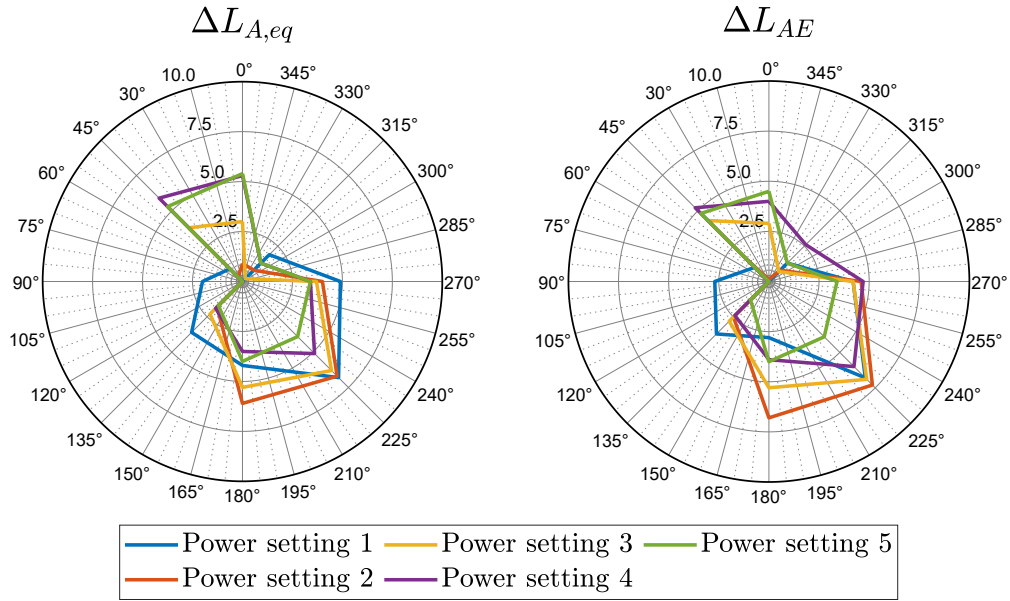 ΔL_{A,eq} ΔL_{AE}
10.0 0° 345° 10.0 0° 345°
30° 330° 30° 330°
45° 7.5 315° 45° 7.5 315°
60° 5.0 300° 60° 5.0 300°
75° 2.5 285° 75° 2.5 285°
90° 270° 90° 270°
105° 255° 105° 255°
120° 240° 120° 240°
135° 225° 135° 225°
150° 210° 150° 210°
165° 180° 195° 165° 180° 195°
Power setting 1 Power setting 3 Power setting 5
Power setting 2 Power setting 4